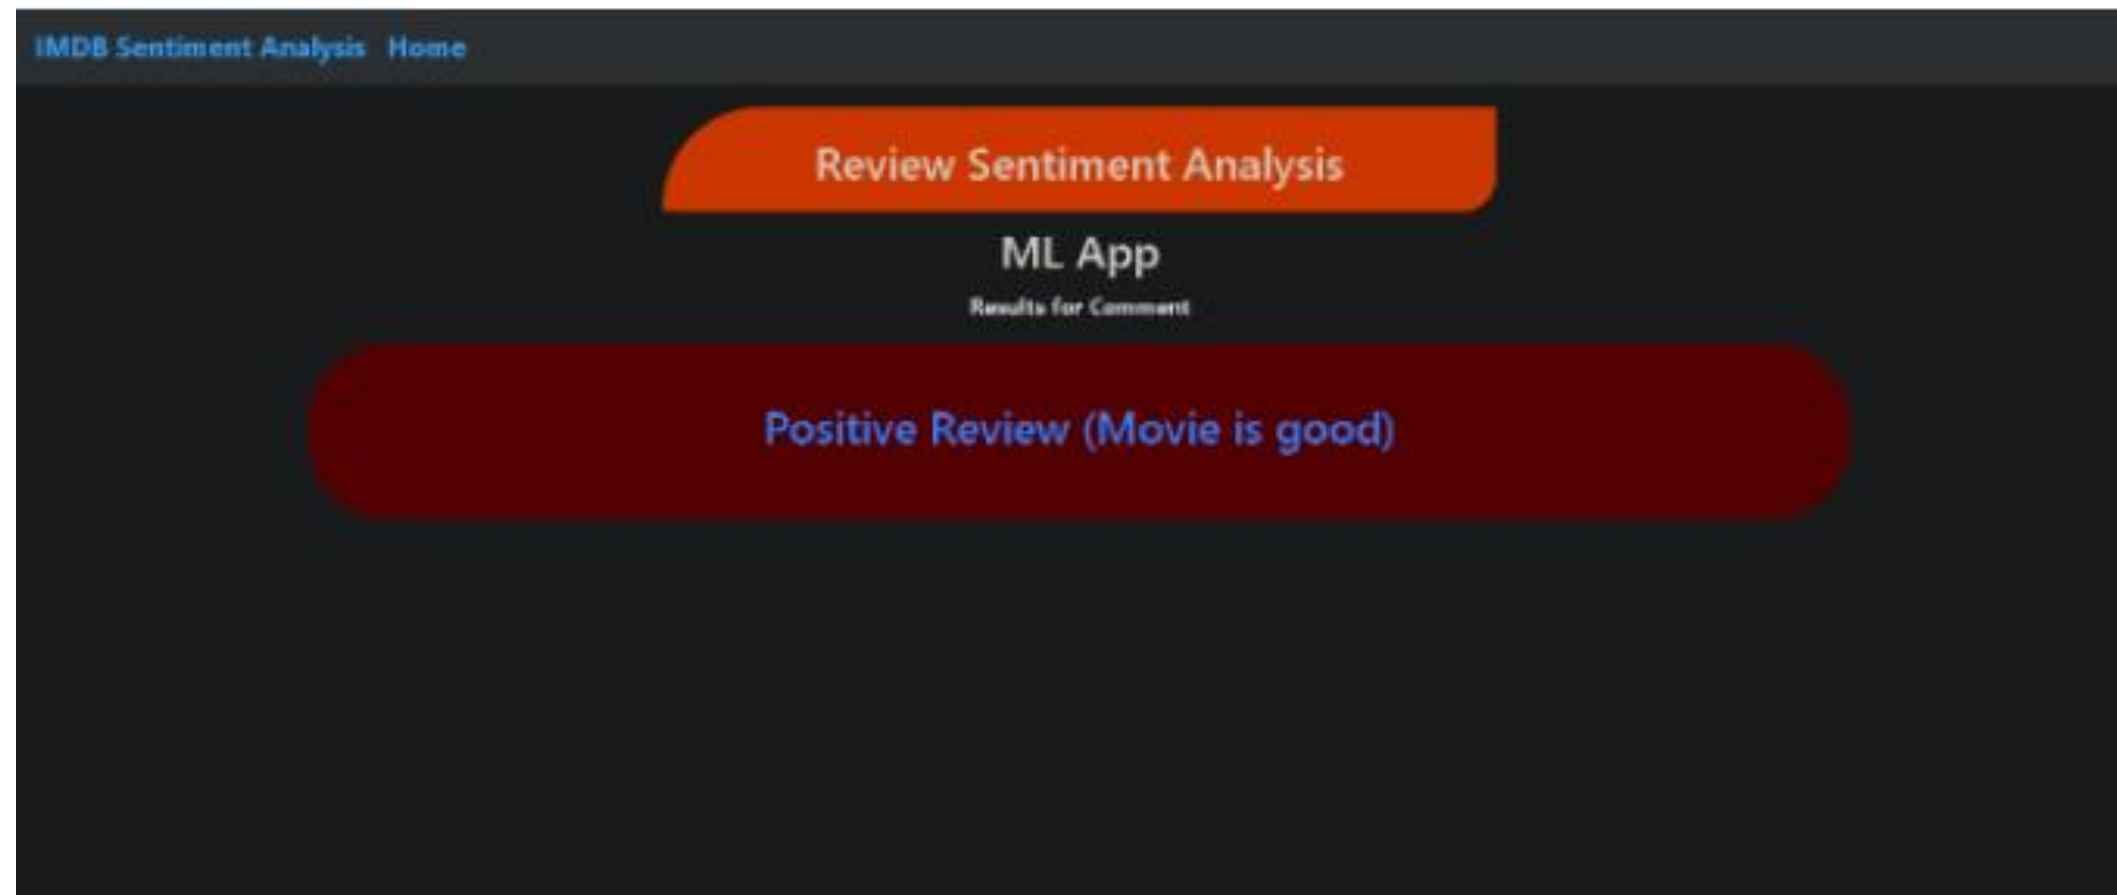 IMDB Sentiment Analysis Home
Review Sentiment Analysis
ML App
Results for Comment
Positive Review (Movie is good)